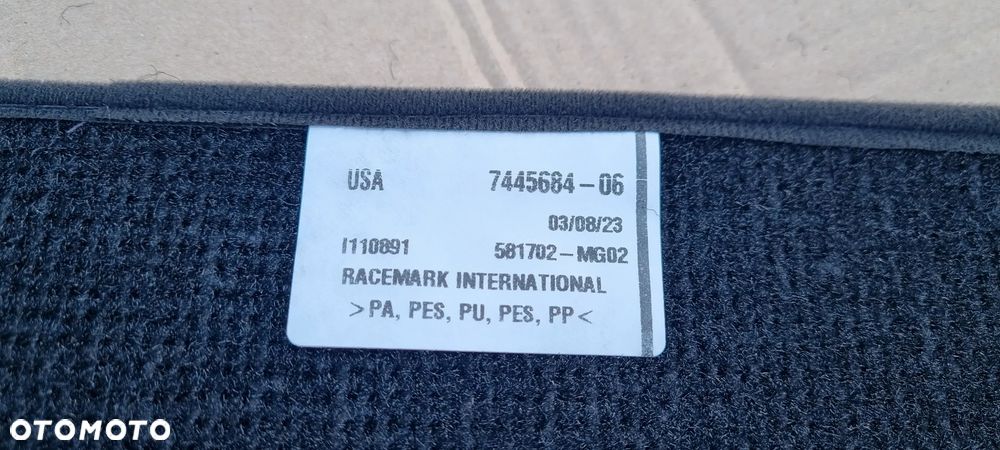 USA 7445684-06
03/08/23
I110891 581702-MG02
RACEMARK INTERNATIONAL
>PA, PES, PU, PES, PP<
OTOMOTO